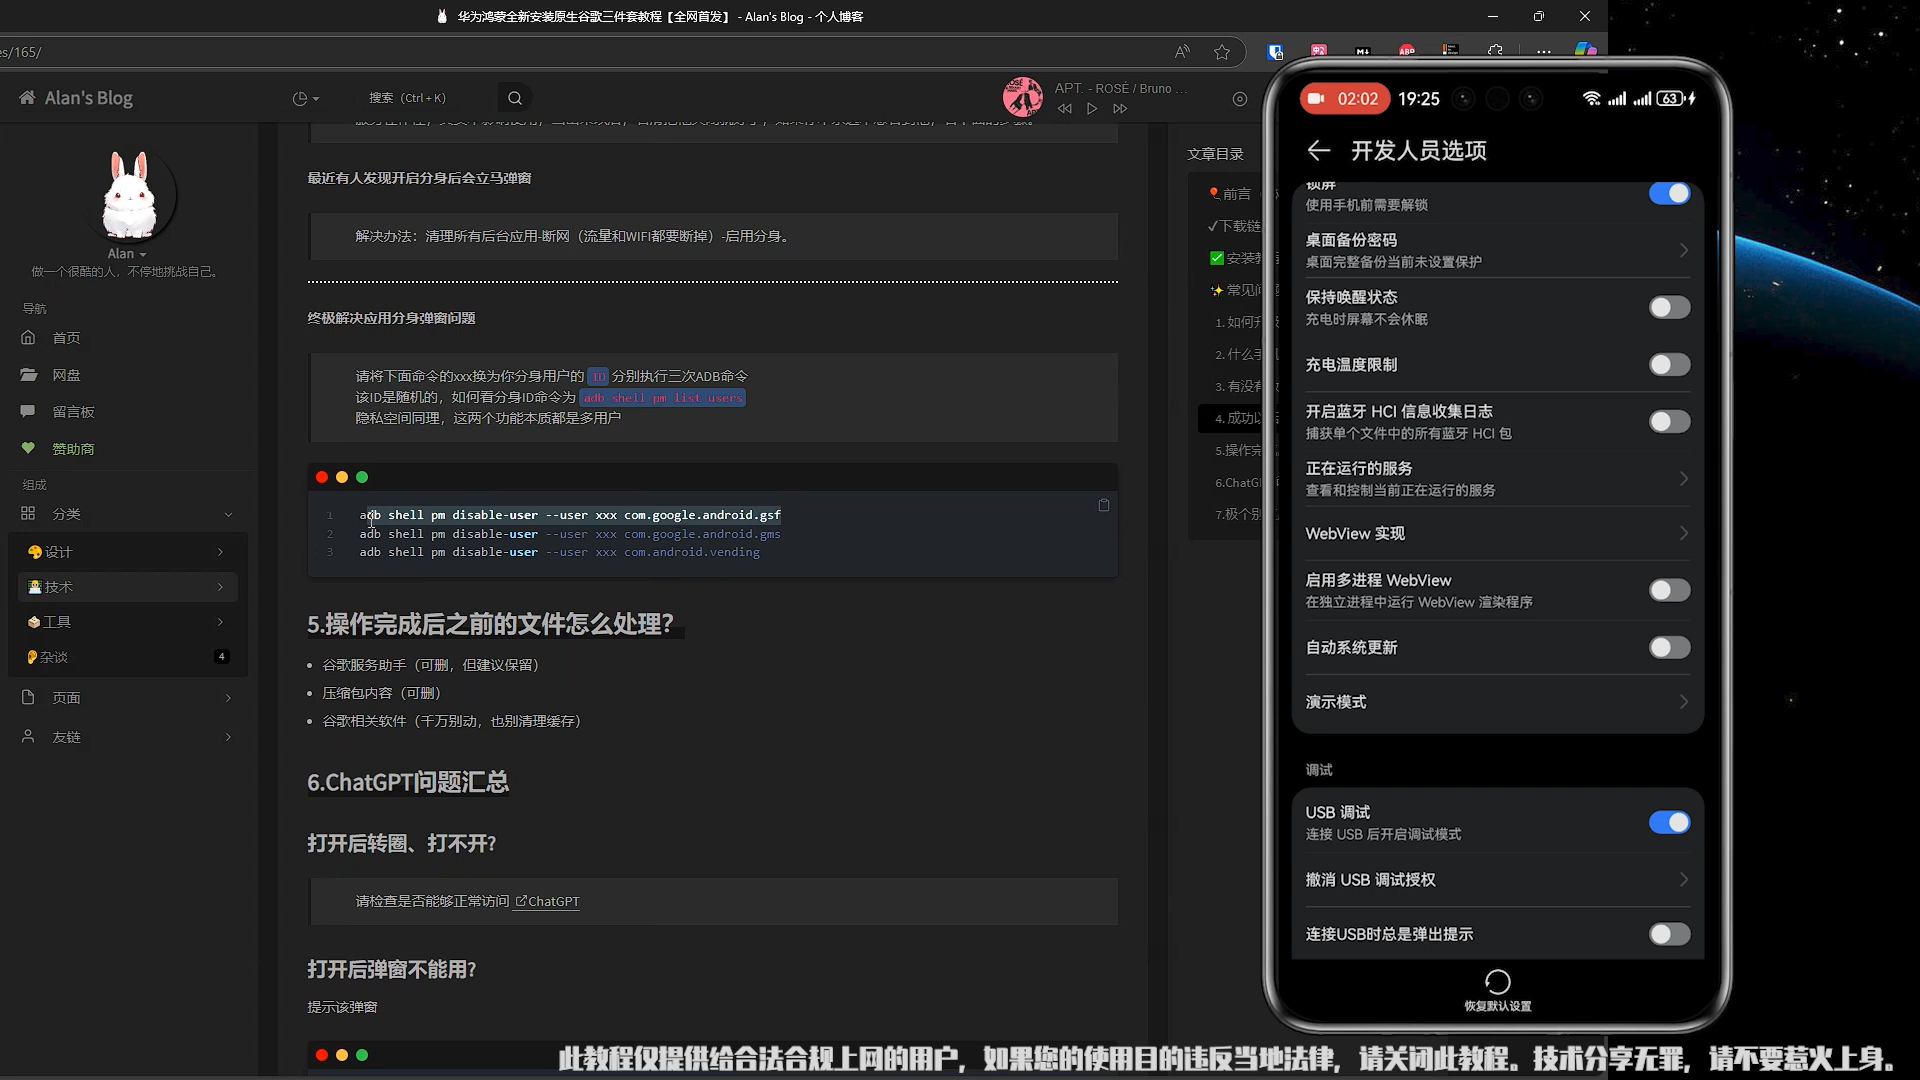 华为鸿蒙全新安装原生谷歌三件套教程【全网首发】 - Alan's Blog - 个人博客
es/165/
Alan's Blog
搜索 (Ctrl + K)
APT. - ROSÉ / Bruno ...
Alan
做一个很酷的人，不停地挑战自己。
导航
首页
网盘
留言板
赞助商
组成
分类
设计
技术
工具
杂谈
4
页面
友链
最近有人发现开启分身后会立马弹窗
解决办法：清理所有后台应用-断网（流量和WIFI都要断掉）-启用分身。
终极解决应用分身弹窗问题
请将下面命令的xxx换为你分身用户的 ID 分别执行三次ADB命令
该ID是随机的，如何看分身ID命令为 adb shell pm list users
隐私空间同理，这两个功能本质都是多用户
1 adb shell pm disable-user --user xxx com.google.android.gsf
2 adb shell pm disable-user --user xxx com.google.android.gms
3 adb shell pm disable-user --user xxx com.android.vending
5.操作完成后之前的文件怎么处理？
谷歌服务助手（可删，但建议保留）
压缩包内容（可删）
谷歌相关软件（千万别动，也别清理缓存）
6.ChatGPT问题汇总
打开后转圈、打不开?
请检查是否能够正常访问 ChatGPT
打开后弹窗不能用?
提示该弹窗
文章目录
前言
下载链
安装教
常见问
1. 如何升
2. 什么手
3. 有没有
4. 成功以
5.操作完
6.ChatG
7.极个别
02:02 19:25 63
开发人员选项
锁屏
使用手机前需要解锁
桌面备份密码
桌面完整备份当前未设置保护
保持唤醒状态
充电时屏幕不会休眠
充电温度限制
开启蓝牙 HCI 信息收集日志
捕获单个文件中的所有蓝牙 HCI 包
正在运行的服务
查看和控制当前正在运行的服务
WebView 实现
启用多进程 WebView
在独立进程中运行 WebView 渲染程序
自动系统更新
演示模式
调试
USB 调试
连接 USB 后开启调试模式
撤消 USB 调试授权
连接USB时总是弹出提示
恢复默认设置
此教程仅提供给合法合规上网的用户，如果您的使用目的违反当地法律，请关闭此教程。技术分享无罪，请不要惹火上身。